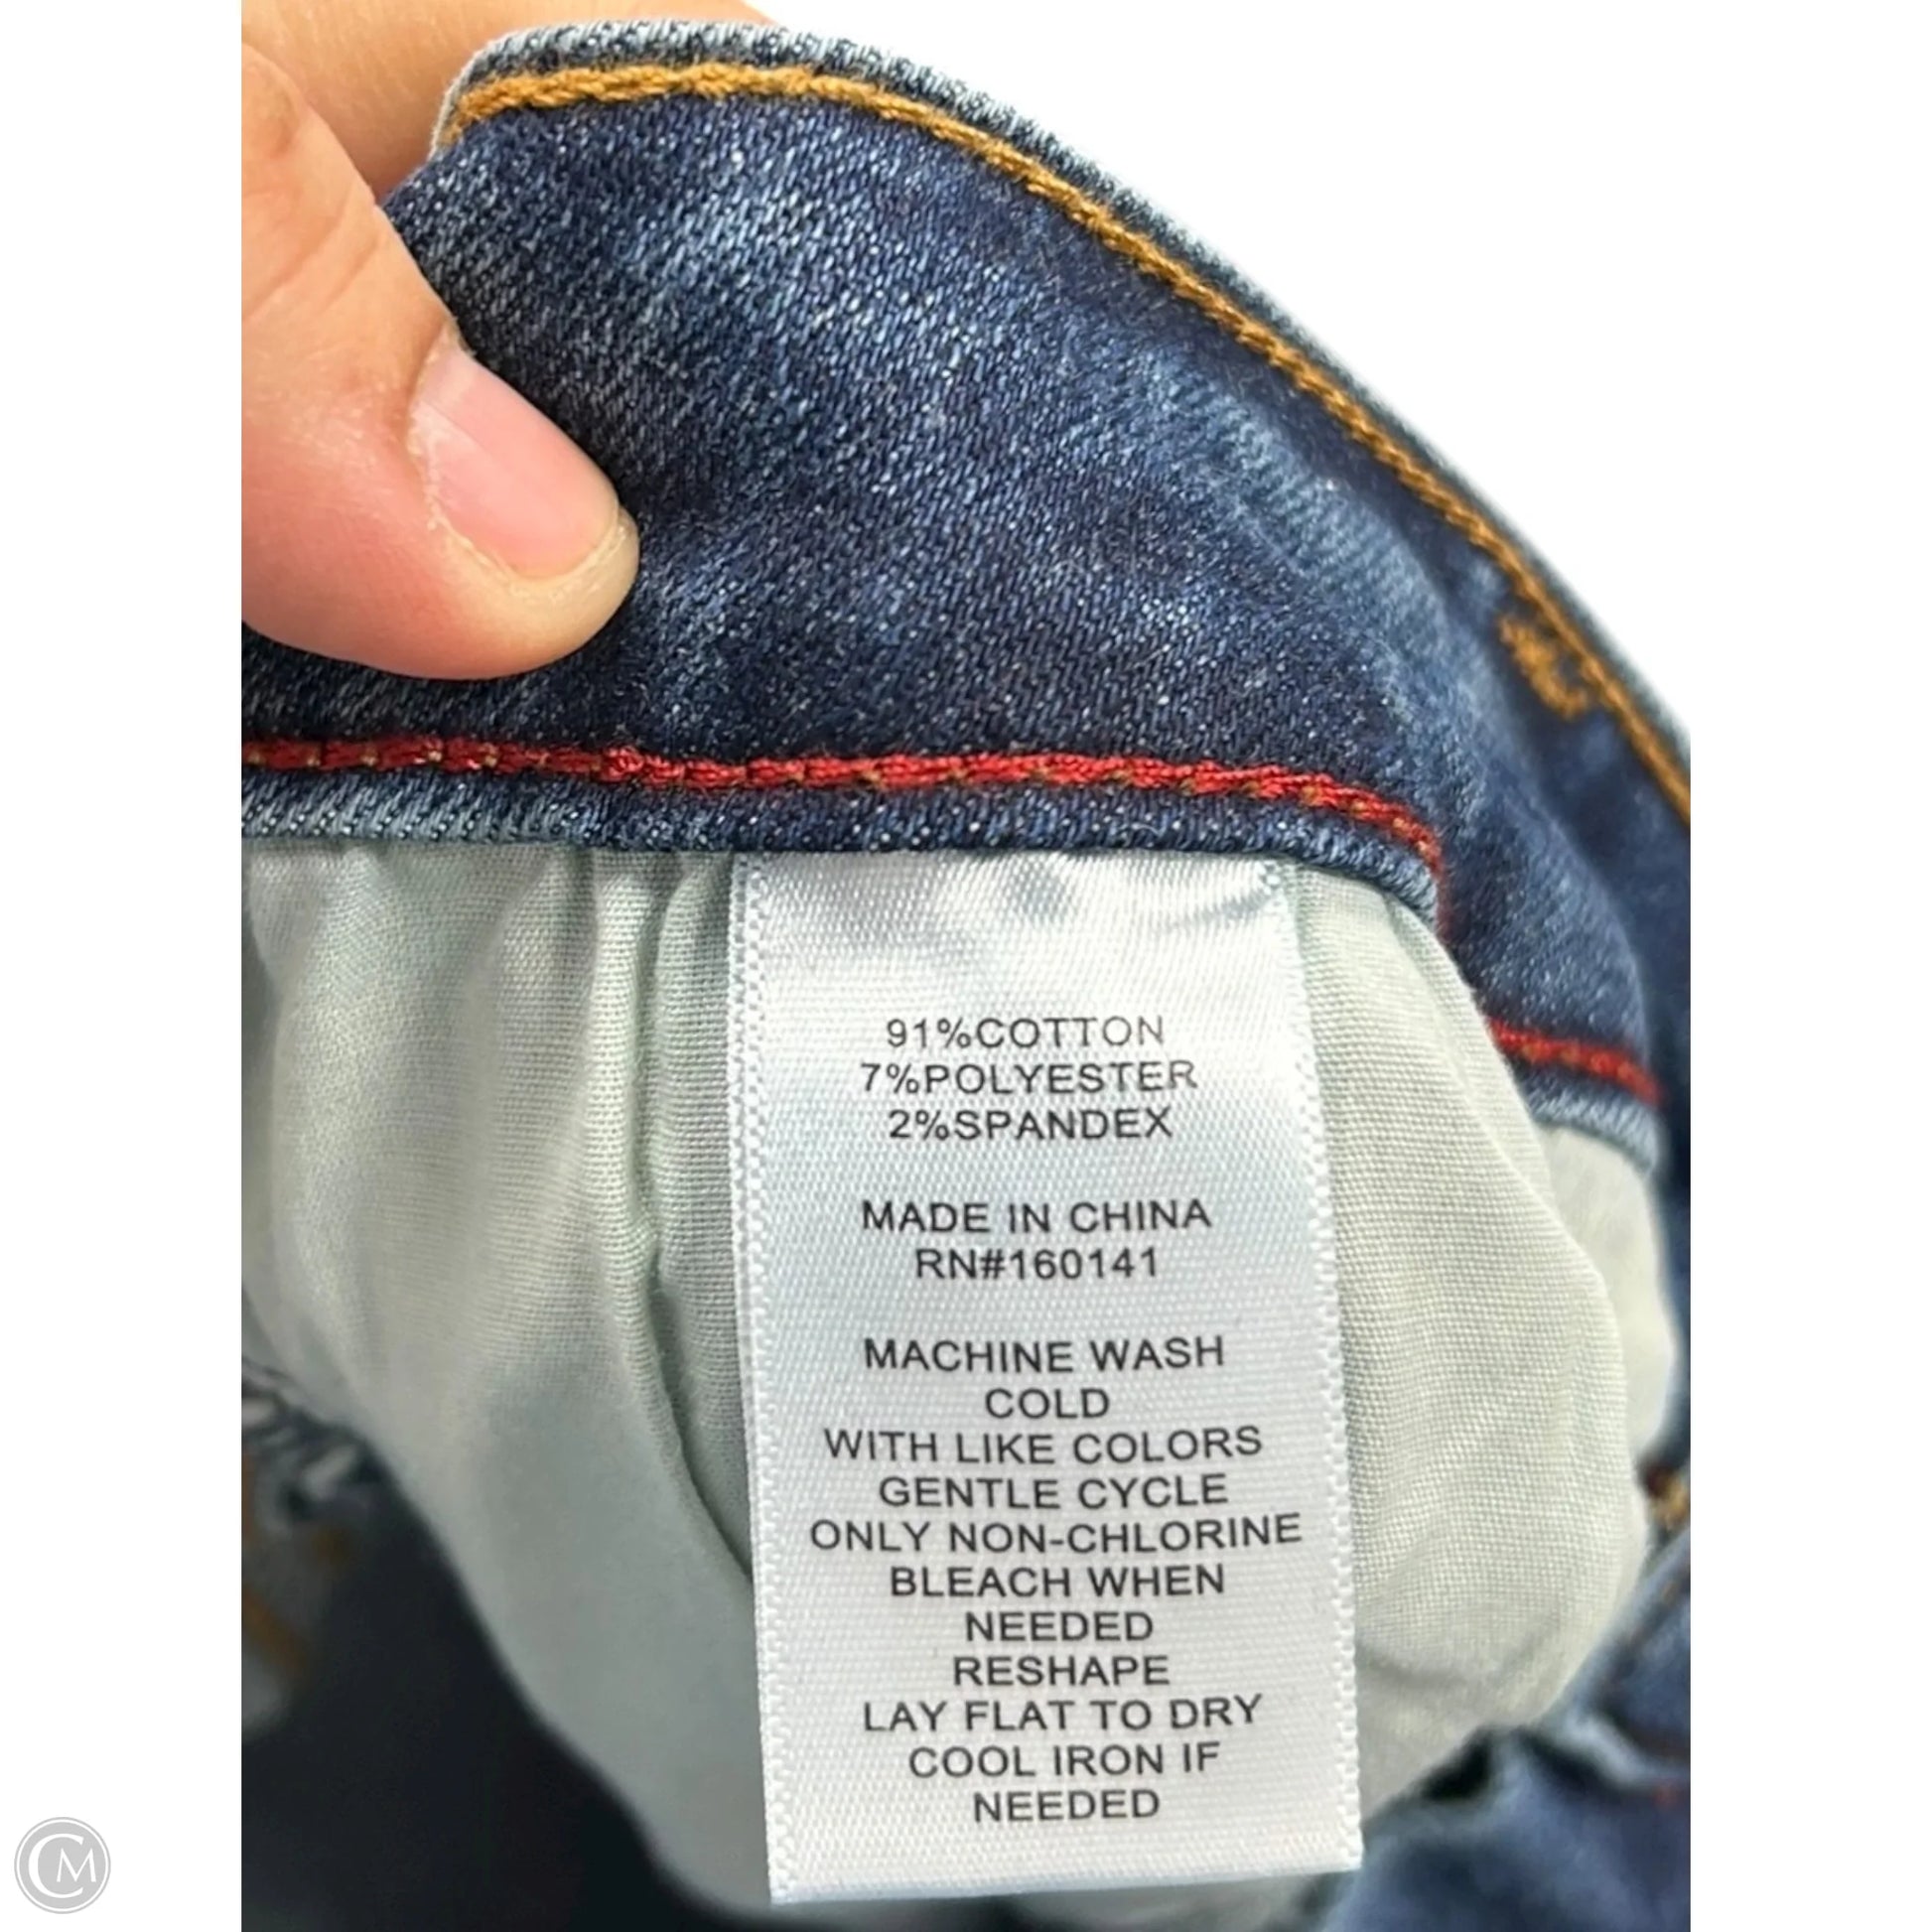 91%COTTON
7%POLYESTER
2%SPANDEX
MADE IN CHINA
RN#160141
MACHINE WASH
COLD
WITH LIKE COLORS
GENTLE CYCLE
ONLY NON-CHLORINE
BLEACH WHEN
NEEDED
RESHAPE
LAY FLAT TO DRY
COOL IRON IF
NEEDED
CM